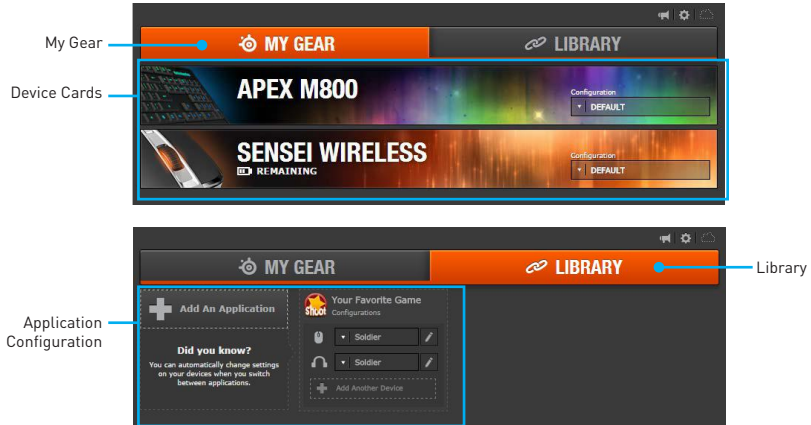 My Gear
MY GEAR
LIBRARY
Device Cards
APEX M800
Configuration
DEFAULT
SENSEI WIRELESS
REMAINING
Configuration
DEFAULT
MY GEAR
LIBRARY
Library
Application
Configuration
Add An Application
Did you know?
You can automatically change settings
on your devices when you switch
between applications.
Shoot
Your Favorite Game
Configurations
Soldier
Soldier
Add Another Device